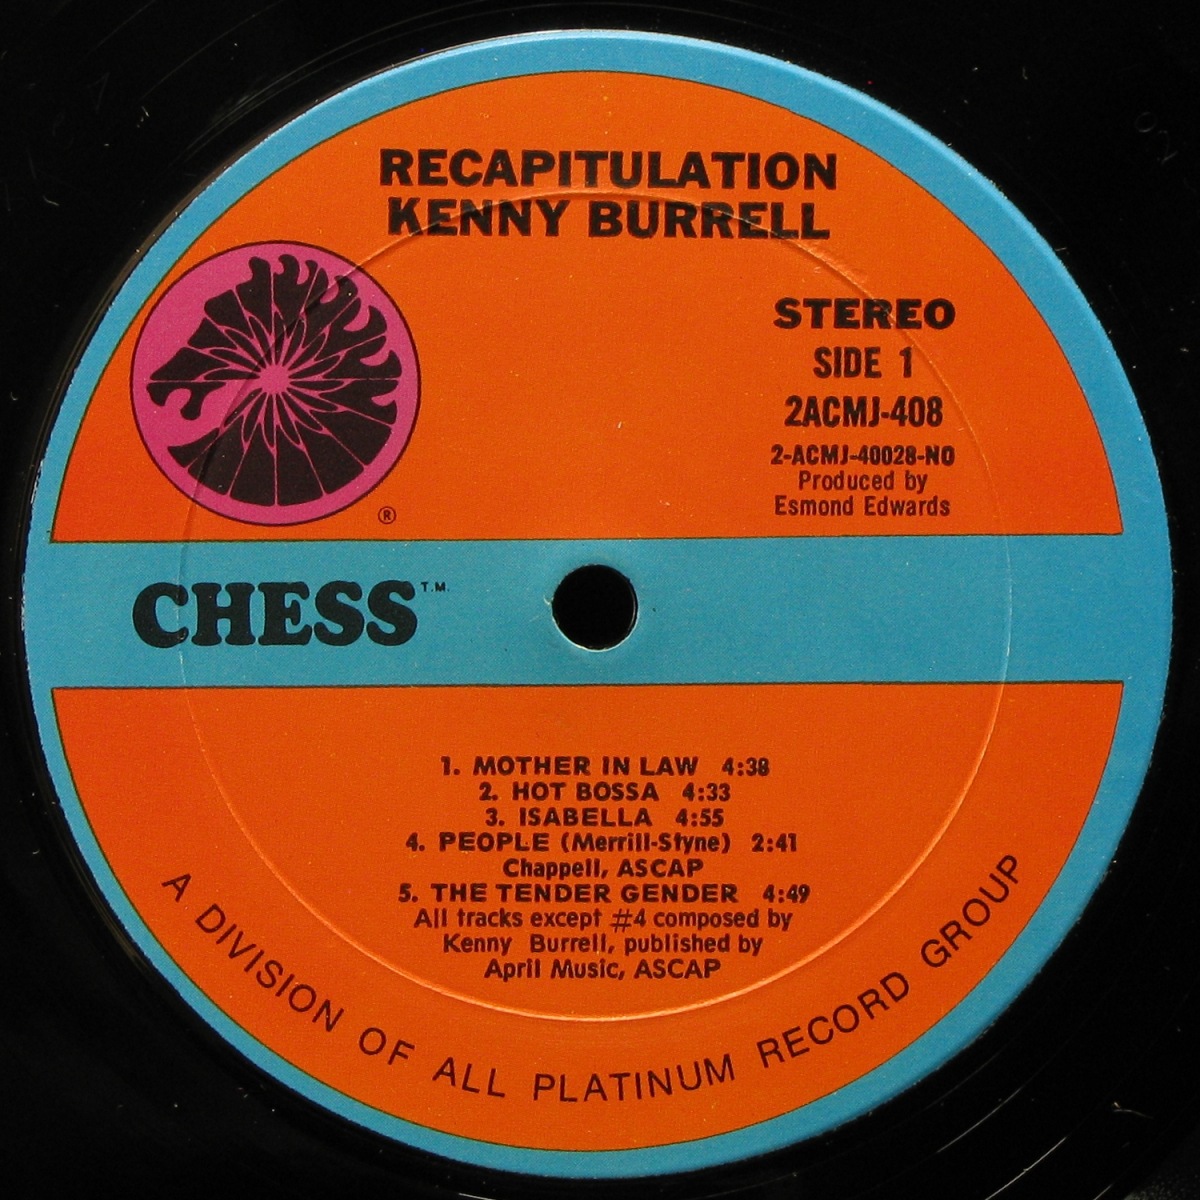 RECAPITULATION
KENNY BURRELL
STEREO
SIDE 1
2ACMJ-408
2-ACMJ-40028-NO
Produced by
Esmond Edwards
®
CHESS T.M.
1. MOTHER IN LAW 4:38
2. HOT BOSSA 4:33
3. ISABELLA 4:55
4. PEOPLE (Merrill-Styne) 2:41
Chappell, ASCAP
5. THE TENDER GENDER 4:49
All tracks except #4 composed by
Kenny Burrell, published by
April Music, ASCAP
A DIVISION OF ALL PLATINUM RECORD GROUP